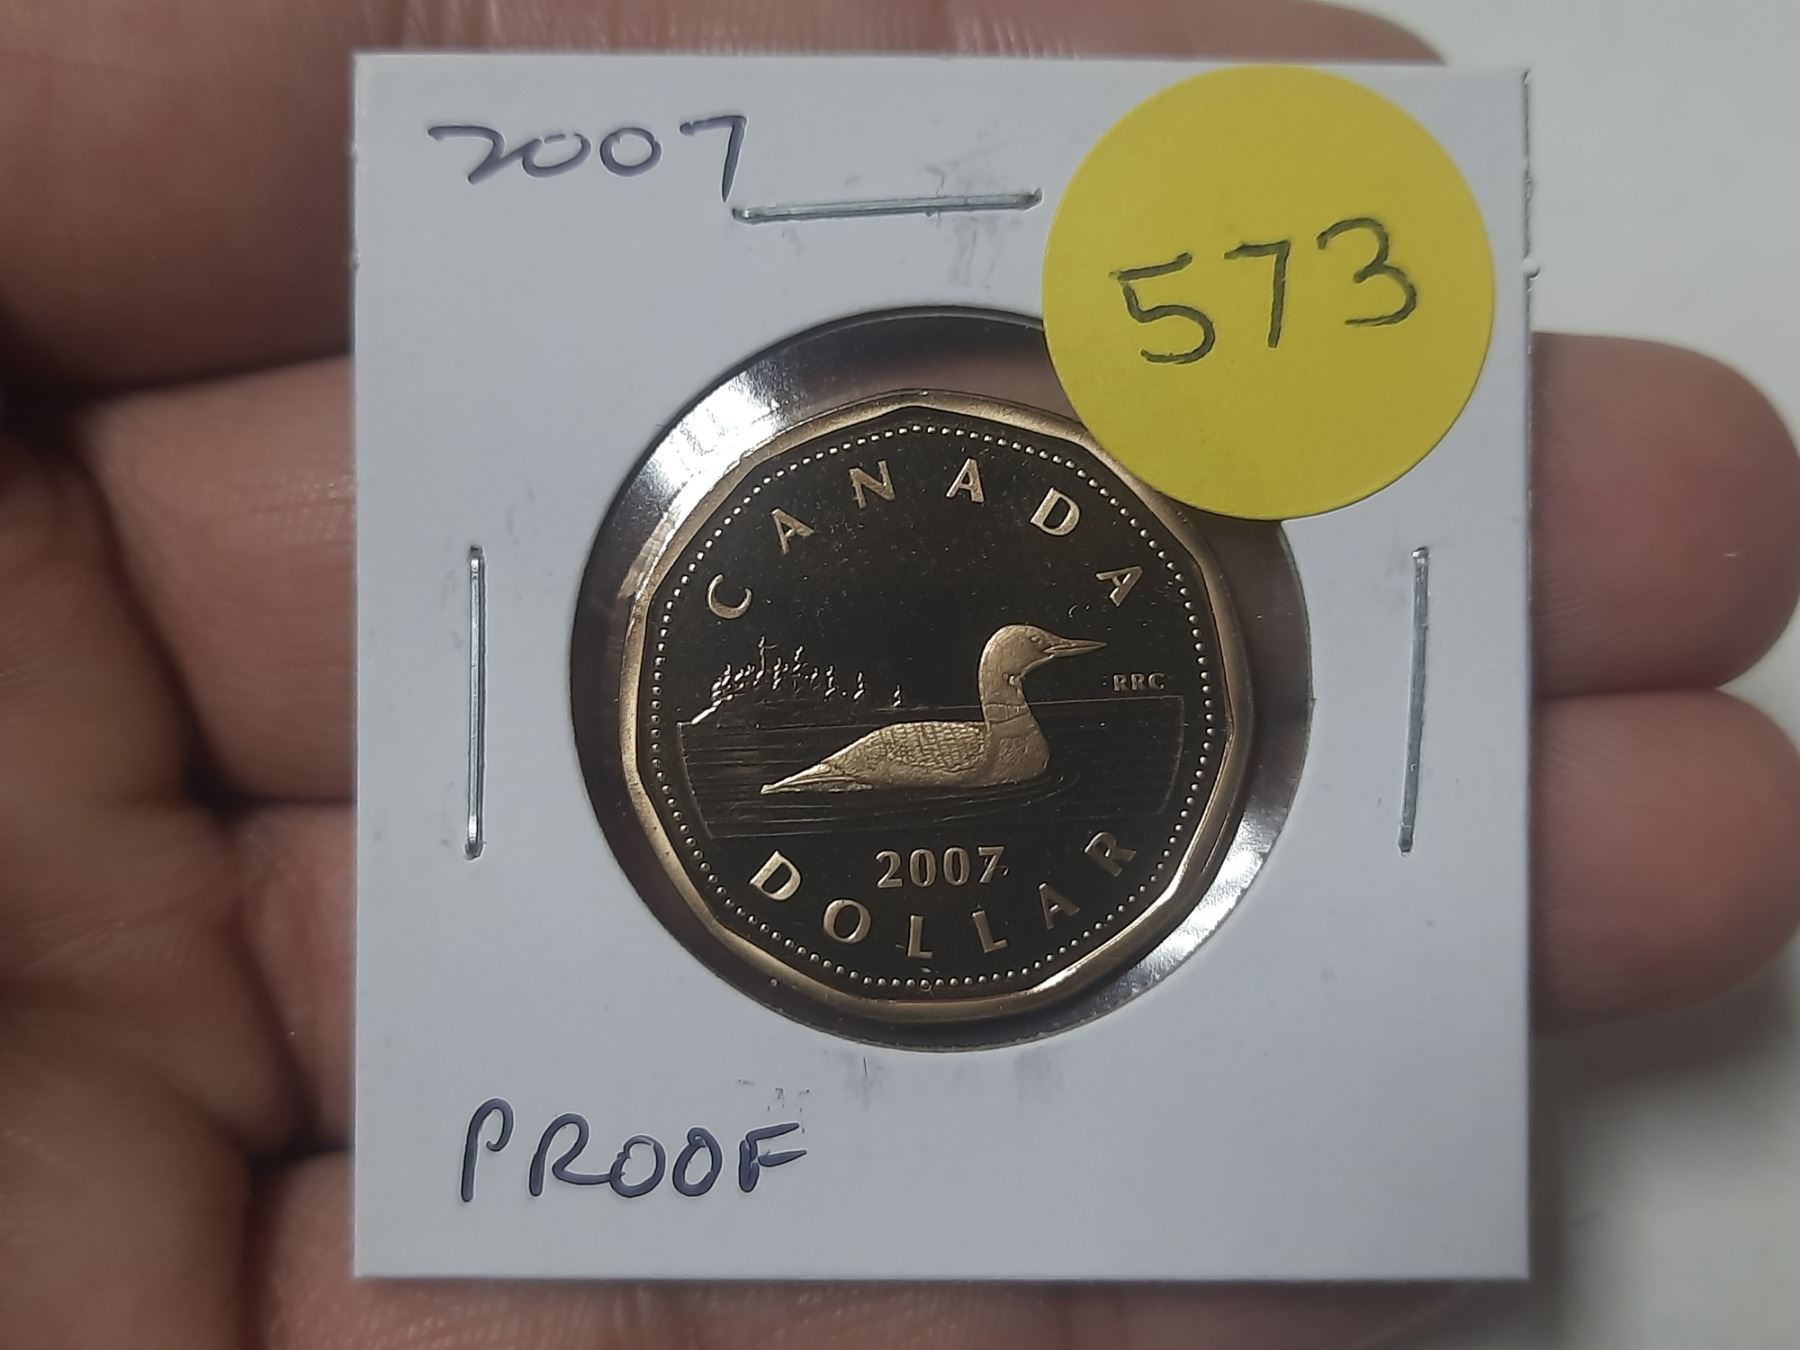 2007
573
CANADA
RRC
2007
DOLLAR
PROOF